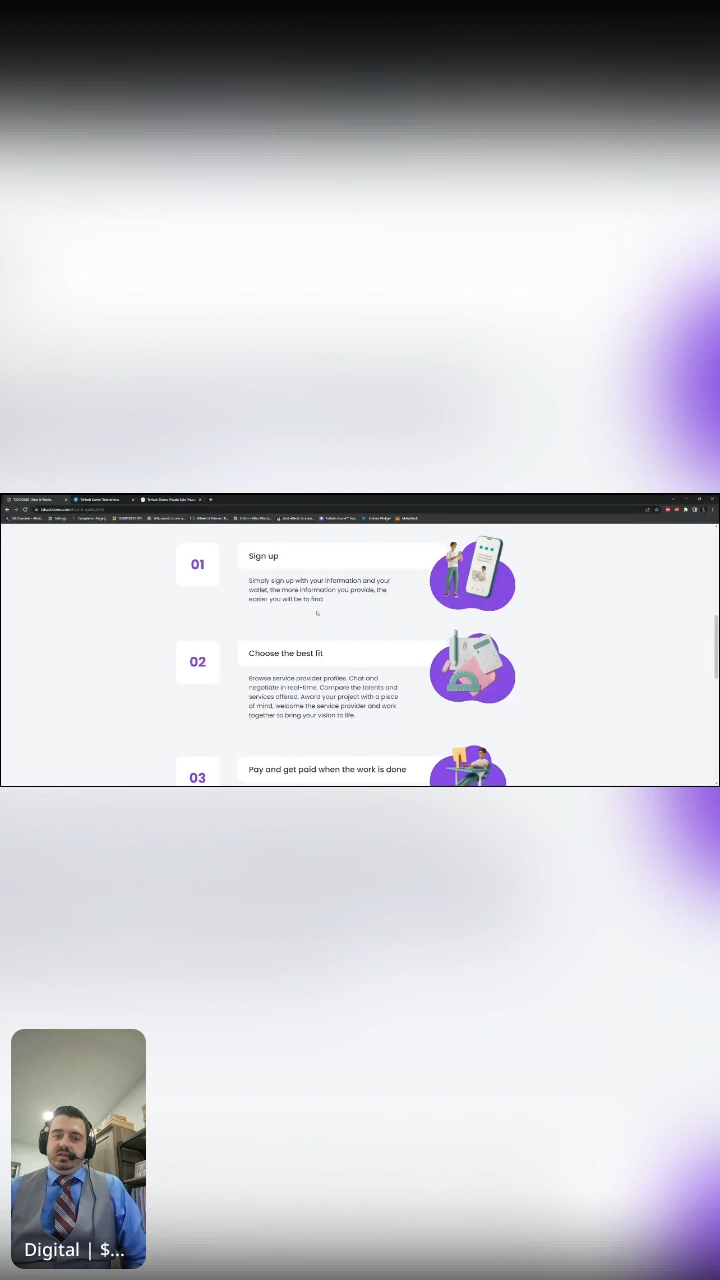 01
Sign up
Simply sign up with your information and your
wallet, the more information you provide, the
easier you will be to find
02
Choose the best fit
Browse service provider profiles. Chat and
negotiate in real-time. Compare the talents and
services offered. Award your project with a piece
of mind, welcome the service provider and work
together to bring your vision to life.
03
Pay and get paid when the work is done
Digital | $...